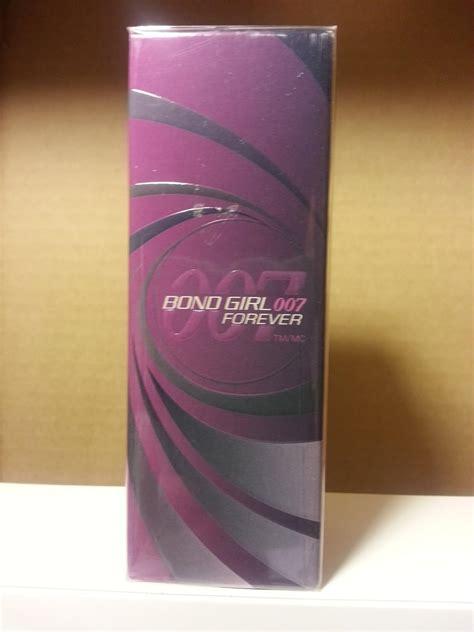 007
BOND GIRL 007
FOREVER
TM/MC